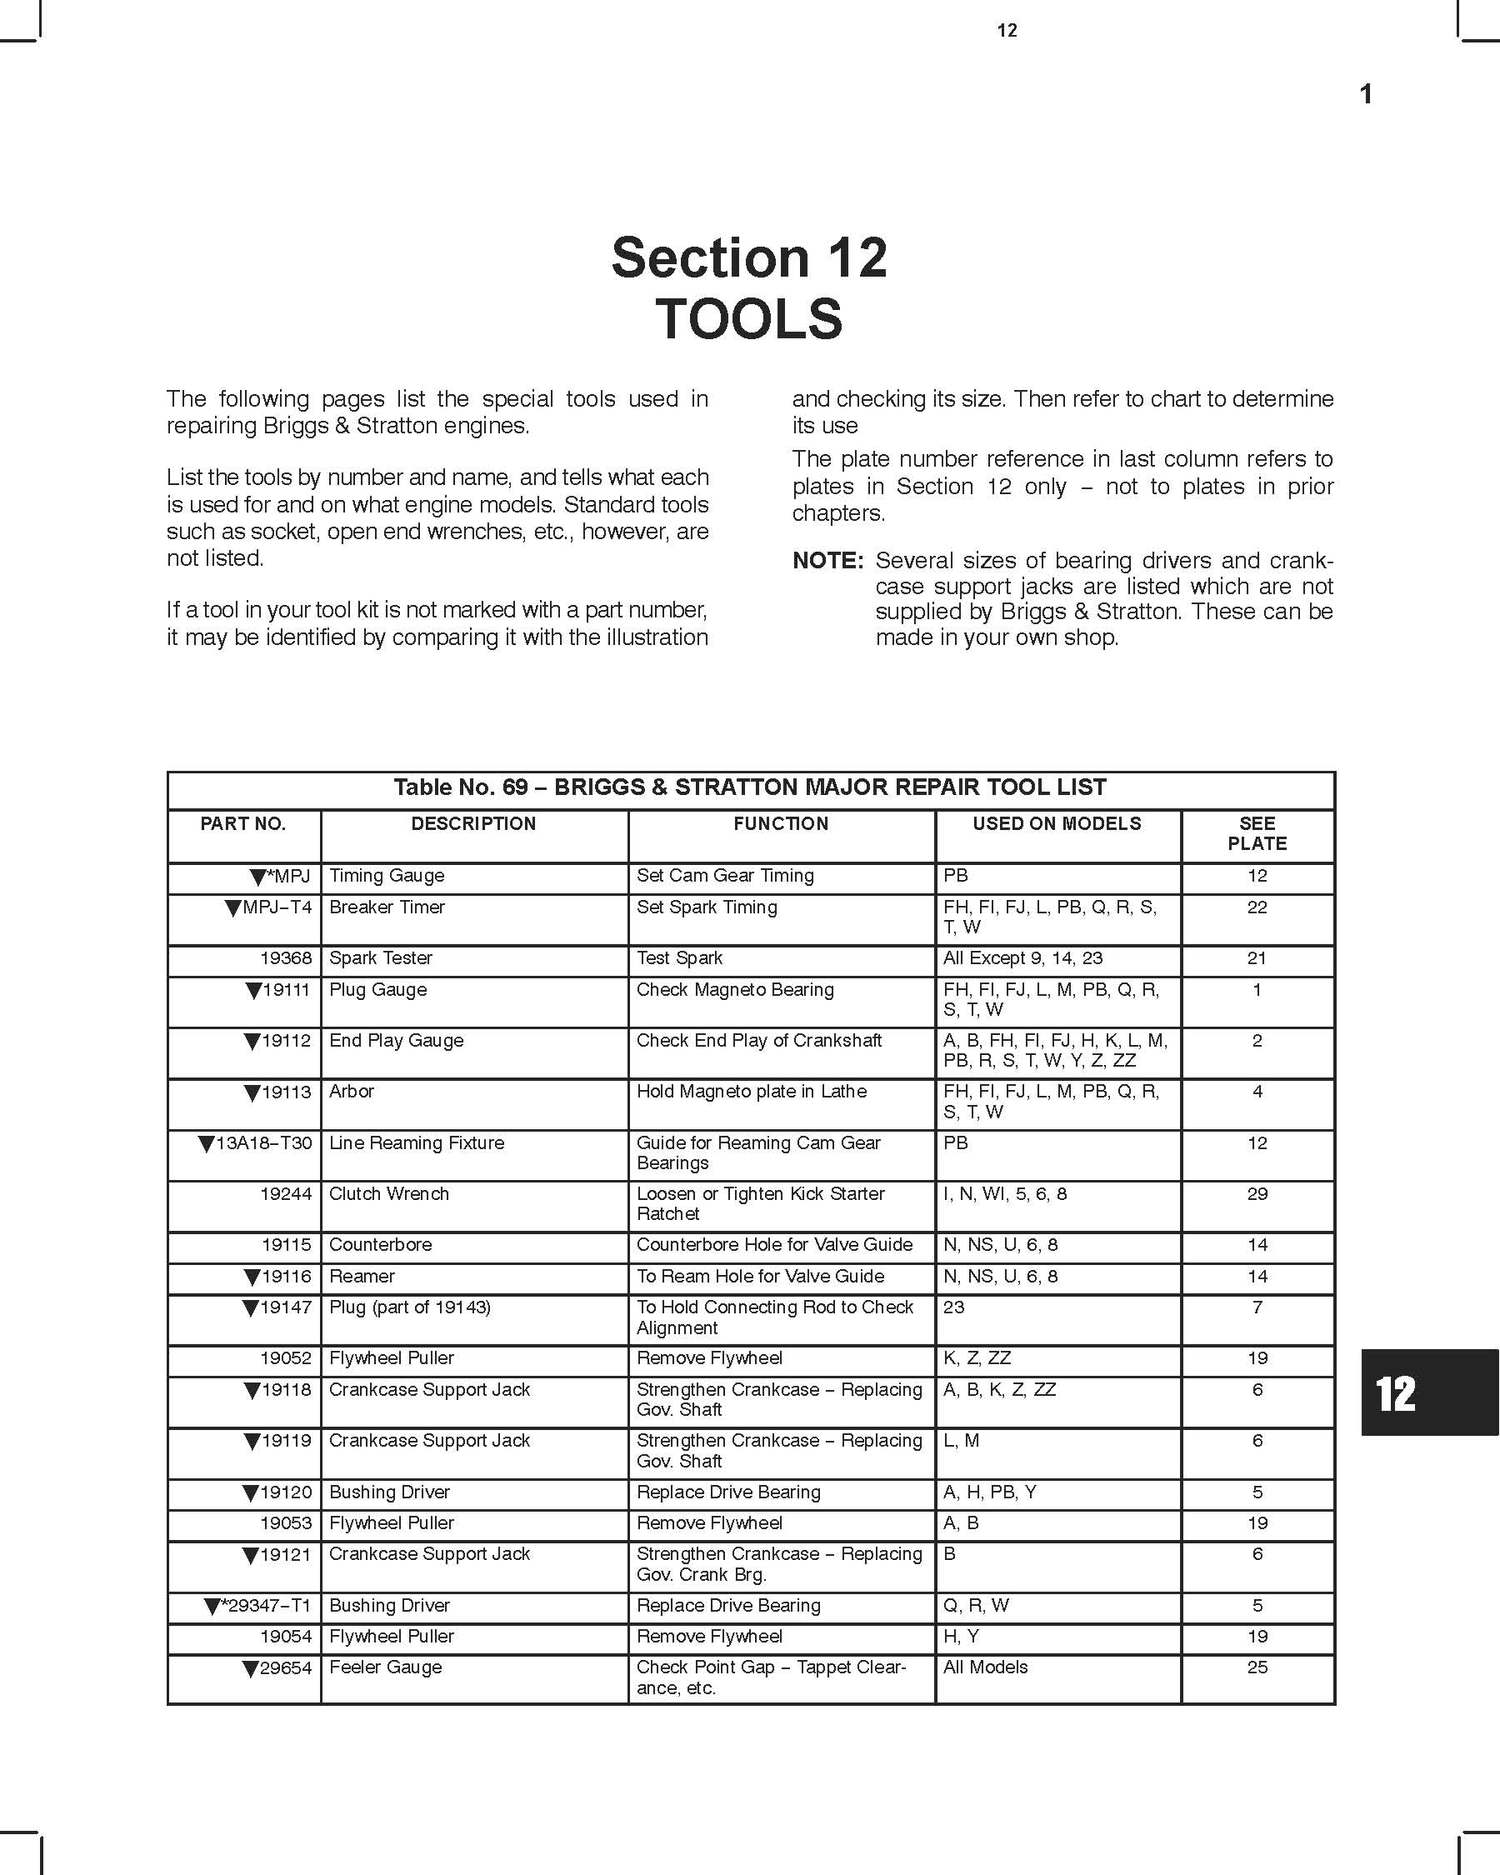 12
1
Section 12
TOOLS
The following pages list the special tools used in
repairing Briggs & Stratton engines.
List the tools by number and name, and tells what each
is used for and on what engine models. Standard tools
such as socket, open end wrenches, etc., however, are
not listed.
If a tool in your tool kit is not marked with a part number,
it may be identified by comparing it with the illustration
and checking its size. Then refer to chart to determine
its use
The plate number reference in last column refers to
plates in Section 12 only – not to plates in prior
chapters.
NOTE: Several sizes of bearing drivers and crank-
case support jacks are listed which are not
supplied by Briggs & Stratton. These can be
made in your own shop.
Table No. 69 – BRIGGS & STRATTON MAJOR REPAIR TOOL LIST
PART NO. DESCRIPTION FUNCTION USED ON MODELS SEE
PLATE
▼*MPJ Timing Gauge Set Cam Gear Timing PB 12
▼MPJ–T4 Breaker Timer Set Spark Timing FH, FI, FJ, L, PB, Q, R, S, 22
T, W
19368 Spark Tester Test Spark All Except 9, 14, 23 21
▼19111 Plug Gauge Check Magneto Bearing FH, FI, FJ, L, M, PB, Q, R, 1
S, T, W
▼19112 End Play Gauge Check End Play of Crankshaft A, B, FH, FI, FJ, H, K, L, M, 2
PB, R, S, T, W, Y, Z, ZZ
▼19113 Arbor Hold Magneto plate in Lathe FH, FI, FJ, L, M, PB, Q, R, 4
S, T, W
▼13A18–T30 Line Reaming Fixture Guide for Reaming Cam Gear PB 12
Bearings
19244 Clutch Wrench Loosen or Tighten Kick Starter I, N, WI, 5, 6, 8 29
Ratchet
19115 Counterbore Counterbore Hole for Valve Guide N, NS, U, 6, 8 14
▼19116 Reamer To Ream Hole for Valve Guide N, NS, U, 6, 8 14
▼19147 Plug (part of 19143) To Hold Connecting Rod to Check 23 7
Alignment
19052 Flywheel Puller Remove Flywheel K, Z, ZZ 19
▼19118 Crankcase Support Jack Strengthen Crankcase – Replacing A, B, K, Z, ZZ 6
Gov. Shaft
▼19119 Crankcase Support Jack Strengthen Crankcase – Replacing L, M 6
Gov. Shaft
▼19120 Bushing Driver Replace Drive Bearing A, H, PB, Y 5
19053 Flywheel Puller Remove Flywheel A, B 19
▼19121 Crankcase Support Jack Strengthen Crankcase – Replacing B 6
Gov. Crank Brg.
▼*29347–T1 Bushing Driver Replace Drive Bearing Q, R, W 5
19054 Flywheel Puller Remove Flywheel H, Y 19
▼29654 Feeler Gauge Check Point Gap – Tappet Clear- All Models 25
ance, etc.
12